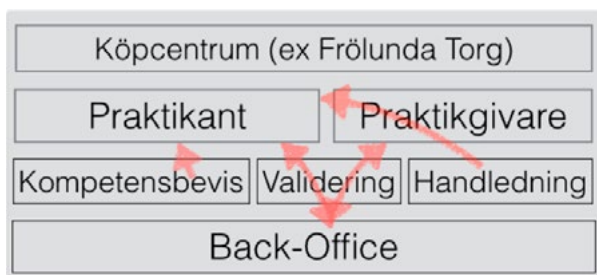 Köpcentrum (ex Frölunda Torg)
Praktikant Praktikgivare
Kompetensbevis Validering Handledning
Back-Office